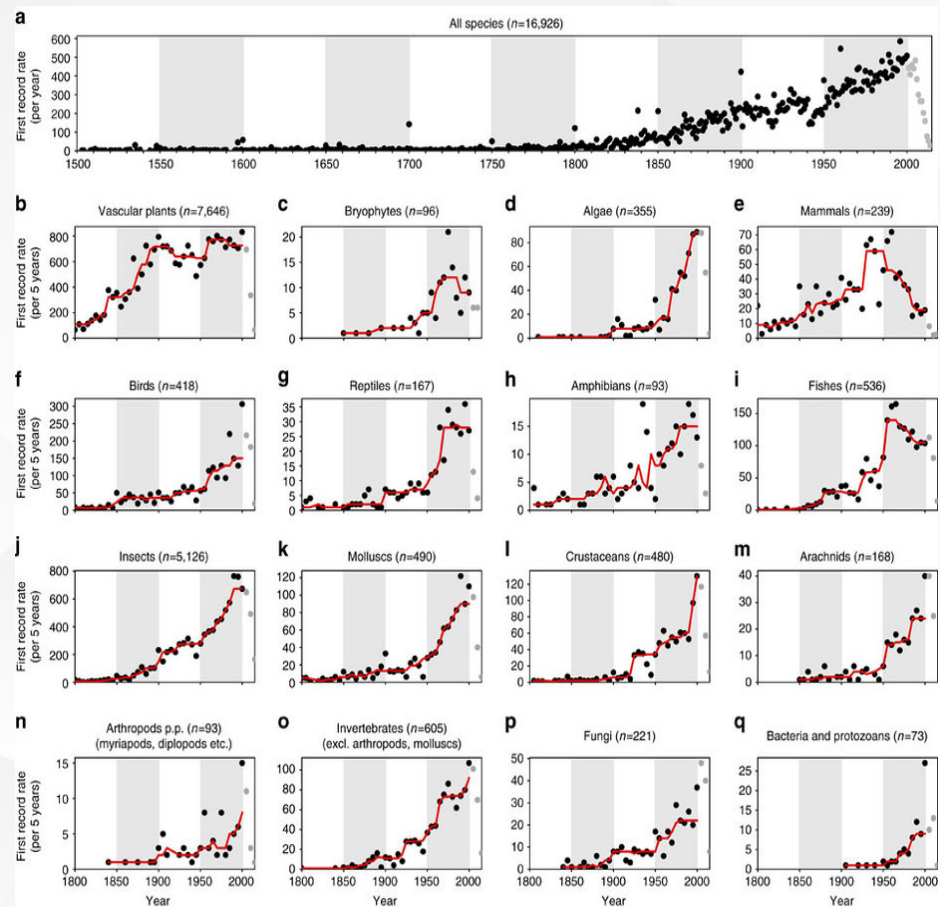 a
All species (n=16,926)
First record rate
(per year)
600
500
400
300
200
100
0
1500 1550 1600 1650 1700 1750 1800 1850 1900 1950 2000
b
Vascular plants (n=7,646)
First record rate
(per 5 years)
800
600
400
200
0
c
Bryophytes (n=96)
20
15
10
5
0
d
Algae (n=355)
80
60
40
20
0
e
Mammals (n=239)
70
60
50
40
30
20
10
0
f
Birds (n=418)
First record rate
(per 5 years)
300
250
200
150
100
50
0
g
Reptiles (n=167)
35
30
25
20
15
10
5
0
h
Amphibians (n=93)
15
10
5
0
i
Fishes (n=536)
150
100
50
0
j
Insects (n=5,126)
First record rate
(per 5 years)
800
600
400
200
0
k
Molluscs (n=490)
120
100
80
60
40
20
0
l
Crustaceans (n=480)
120
100
80
60
40
20
0
m
Arachnids (n=168)
40
30
20
10
0
n
Arthropods p.p. (n=93)
(myriapods, diplopods etc.)
First record rate
(per 5 years)
15
10
5
0
1800 1850 1900 1950 2000
Year
o
Invertebrates (n=605)
(excl. arthropods, molluscs)
100
80
60
40
20
0
1800 1850 1900 1950 2000
Year
p
Fungi (n=221)
50
40
30
20
10
0
1800 1850 1900 1950 2000
Year
q
Bacteria and protozoans (n=73)
25
20
15
10
5
0
1800 1850 1900 1950 2000
Year